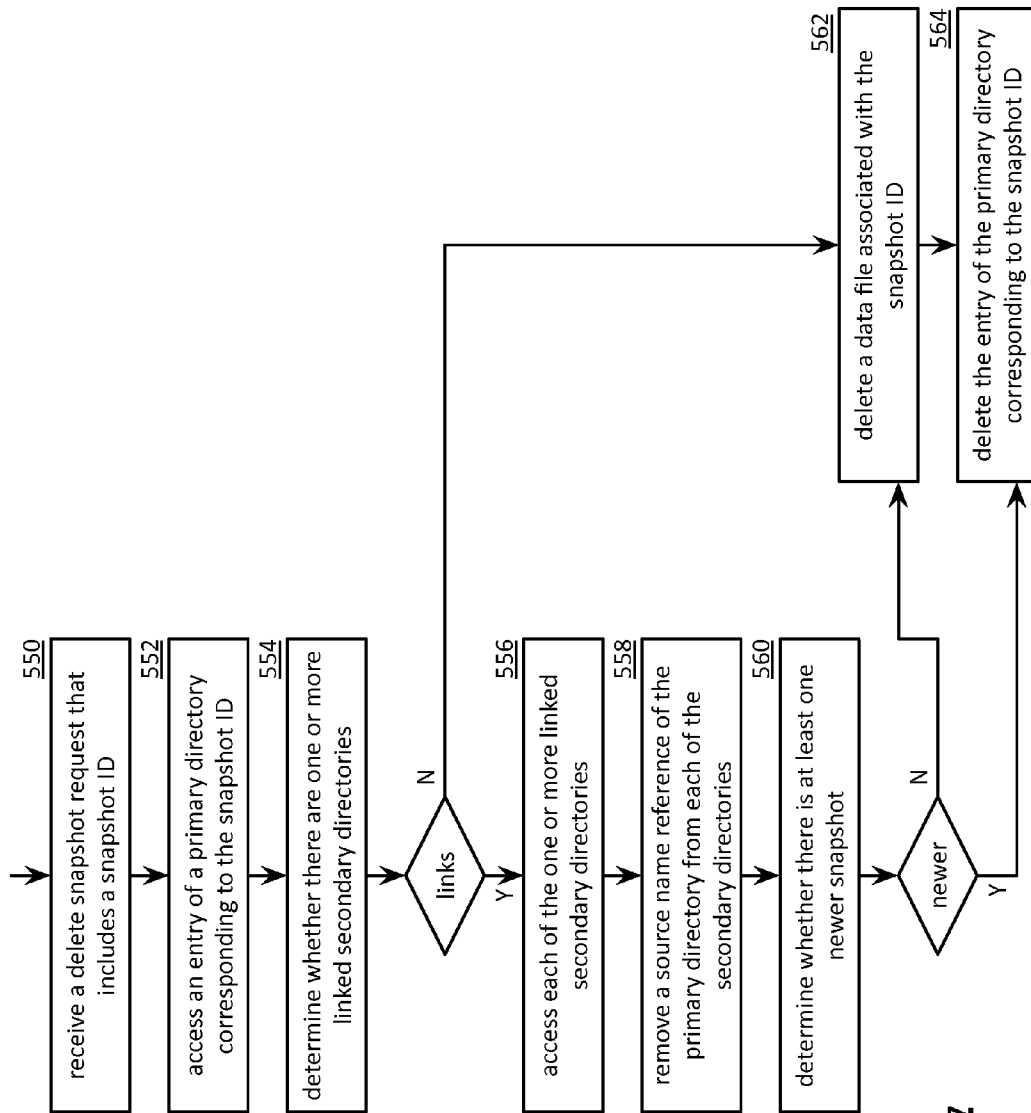 550
receive a delete snapshot request that
includes a snapshot ID
552
access an entry of a primary directory
corresponding to the snapshot ID
554
determine whether there are one or more
linked secondary directories
links
N
Y
556
access each of the one or more linked
secondary directories
558
remove a source name reference of the
primary directory from each of the
secondary directories
560
determine whether there is at least one
newer snapshot
newer
N
Y
562
delete a data file associated with the
snapshot ID
564
delete the entry of the primary directory
corresponding to the snapshot ID